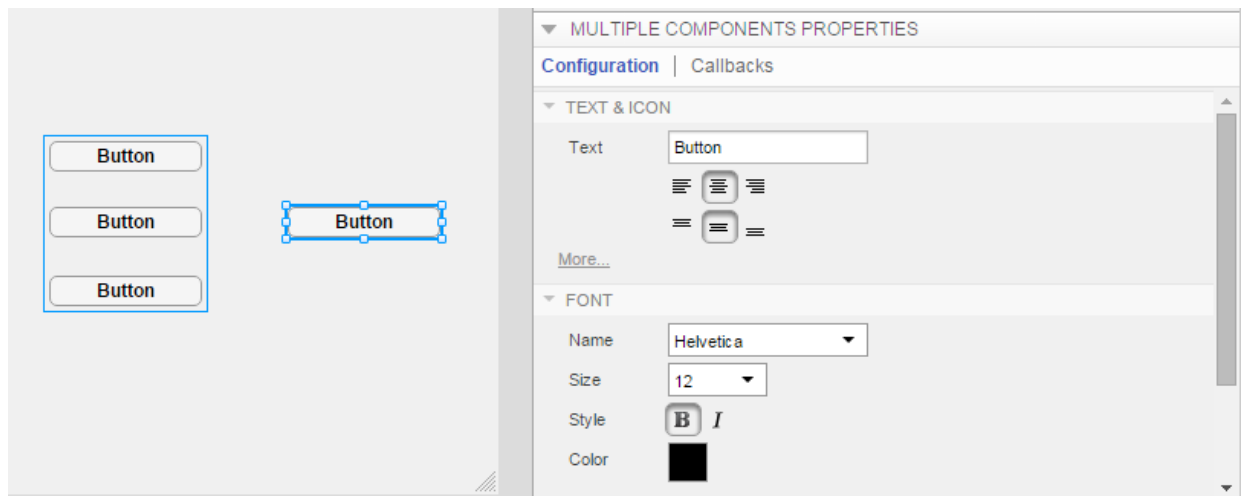 Button
Button
Button
Button
MULTIPLE COMPONENTS PROPERTIES
Configuration | Callbacks
TEXT & ICON
Text Button
More...
FONT
Name Helvetica
Size 12
Style B I
Color